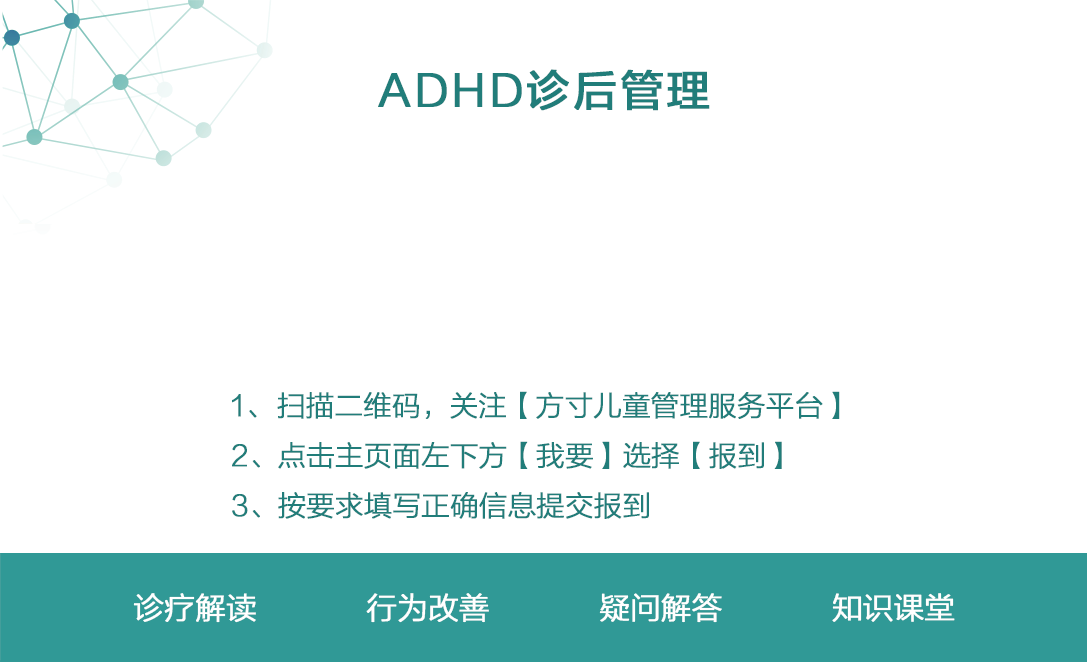 ADHD诊后管理
1、扫描二维码，关注【方寸儿童管理服务平台】
2、点击主页面左下方【我要】选择【报到】
3、按要求填写正确信息提交报到
诊疗解读 行为改善 疑问解答 知识课堂